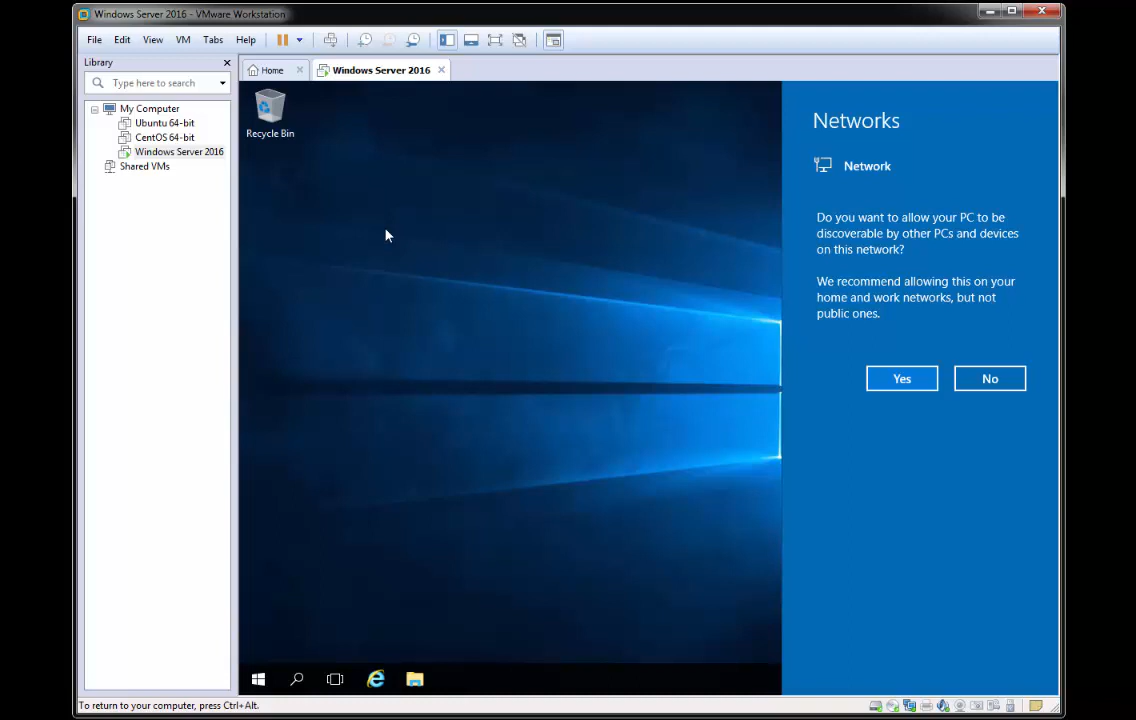 Windows Server 2016 - VMware Workstation
File Edit View VM Tabs Help
Library
Type here to search
Home
Windows Server 2016
My Computer
Ubuntu 64-bit
CentOS 64-bit
Windows Server 2016
Shared VMs
Recycle Bin
Networks
Network
Do you want to allow your PC to be
discoverable by other PCs and devices
on this network?
We recommend allowing this on your
home and work networks, but not
public ones.
Yes No
To return to your computer, press Ctrl+Alt.